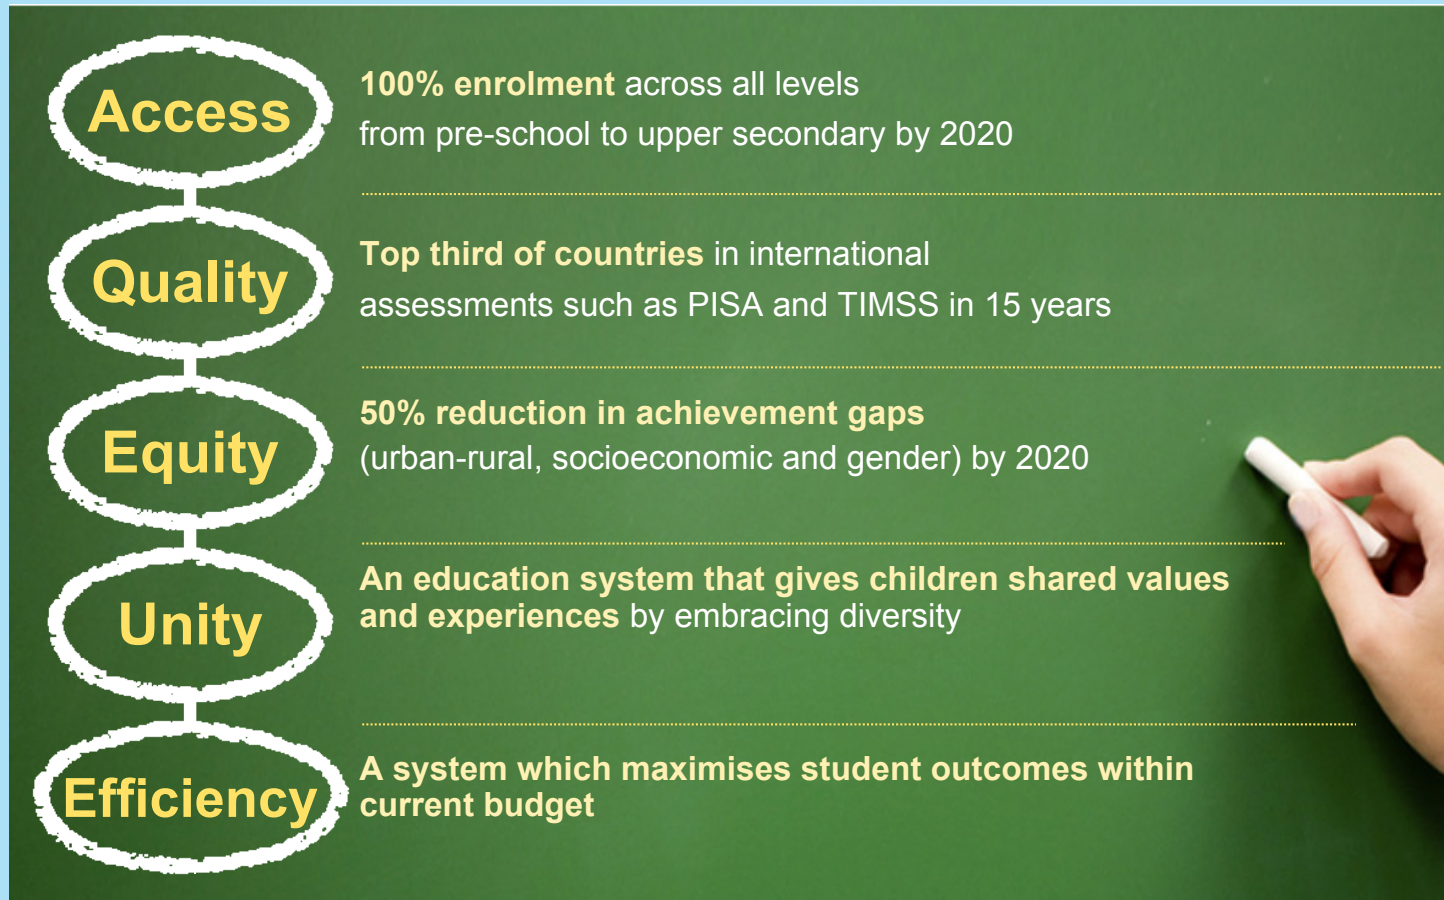 Access
100% enrolment across all levels
from pre-school to upper secondary by 2020
Quality
Top third of countries in international
assessments such as PISA and TIMSS in 15 years
Equity
50% reduction in achievement gaps
(urban-rural, socioeconomic and gender) by 2020
Unity
An education system that gives children shared values
and experiences by embracing diversity
Efficiency
A system which maximises student outcomes within
current budget